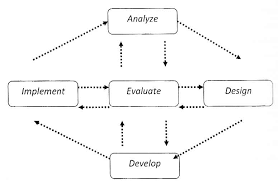 Analyze
Implement
Evaluate
Design
Develop